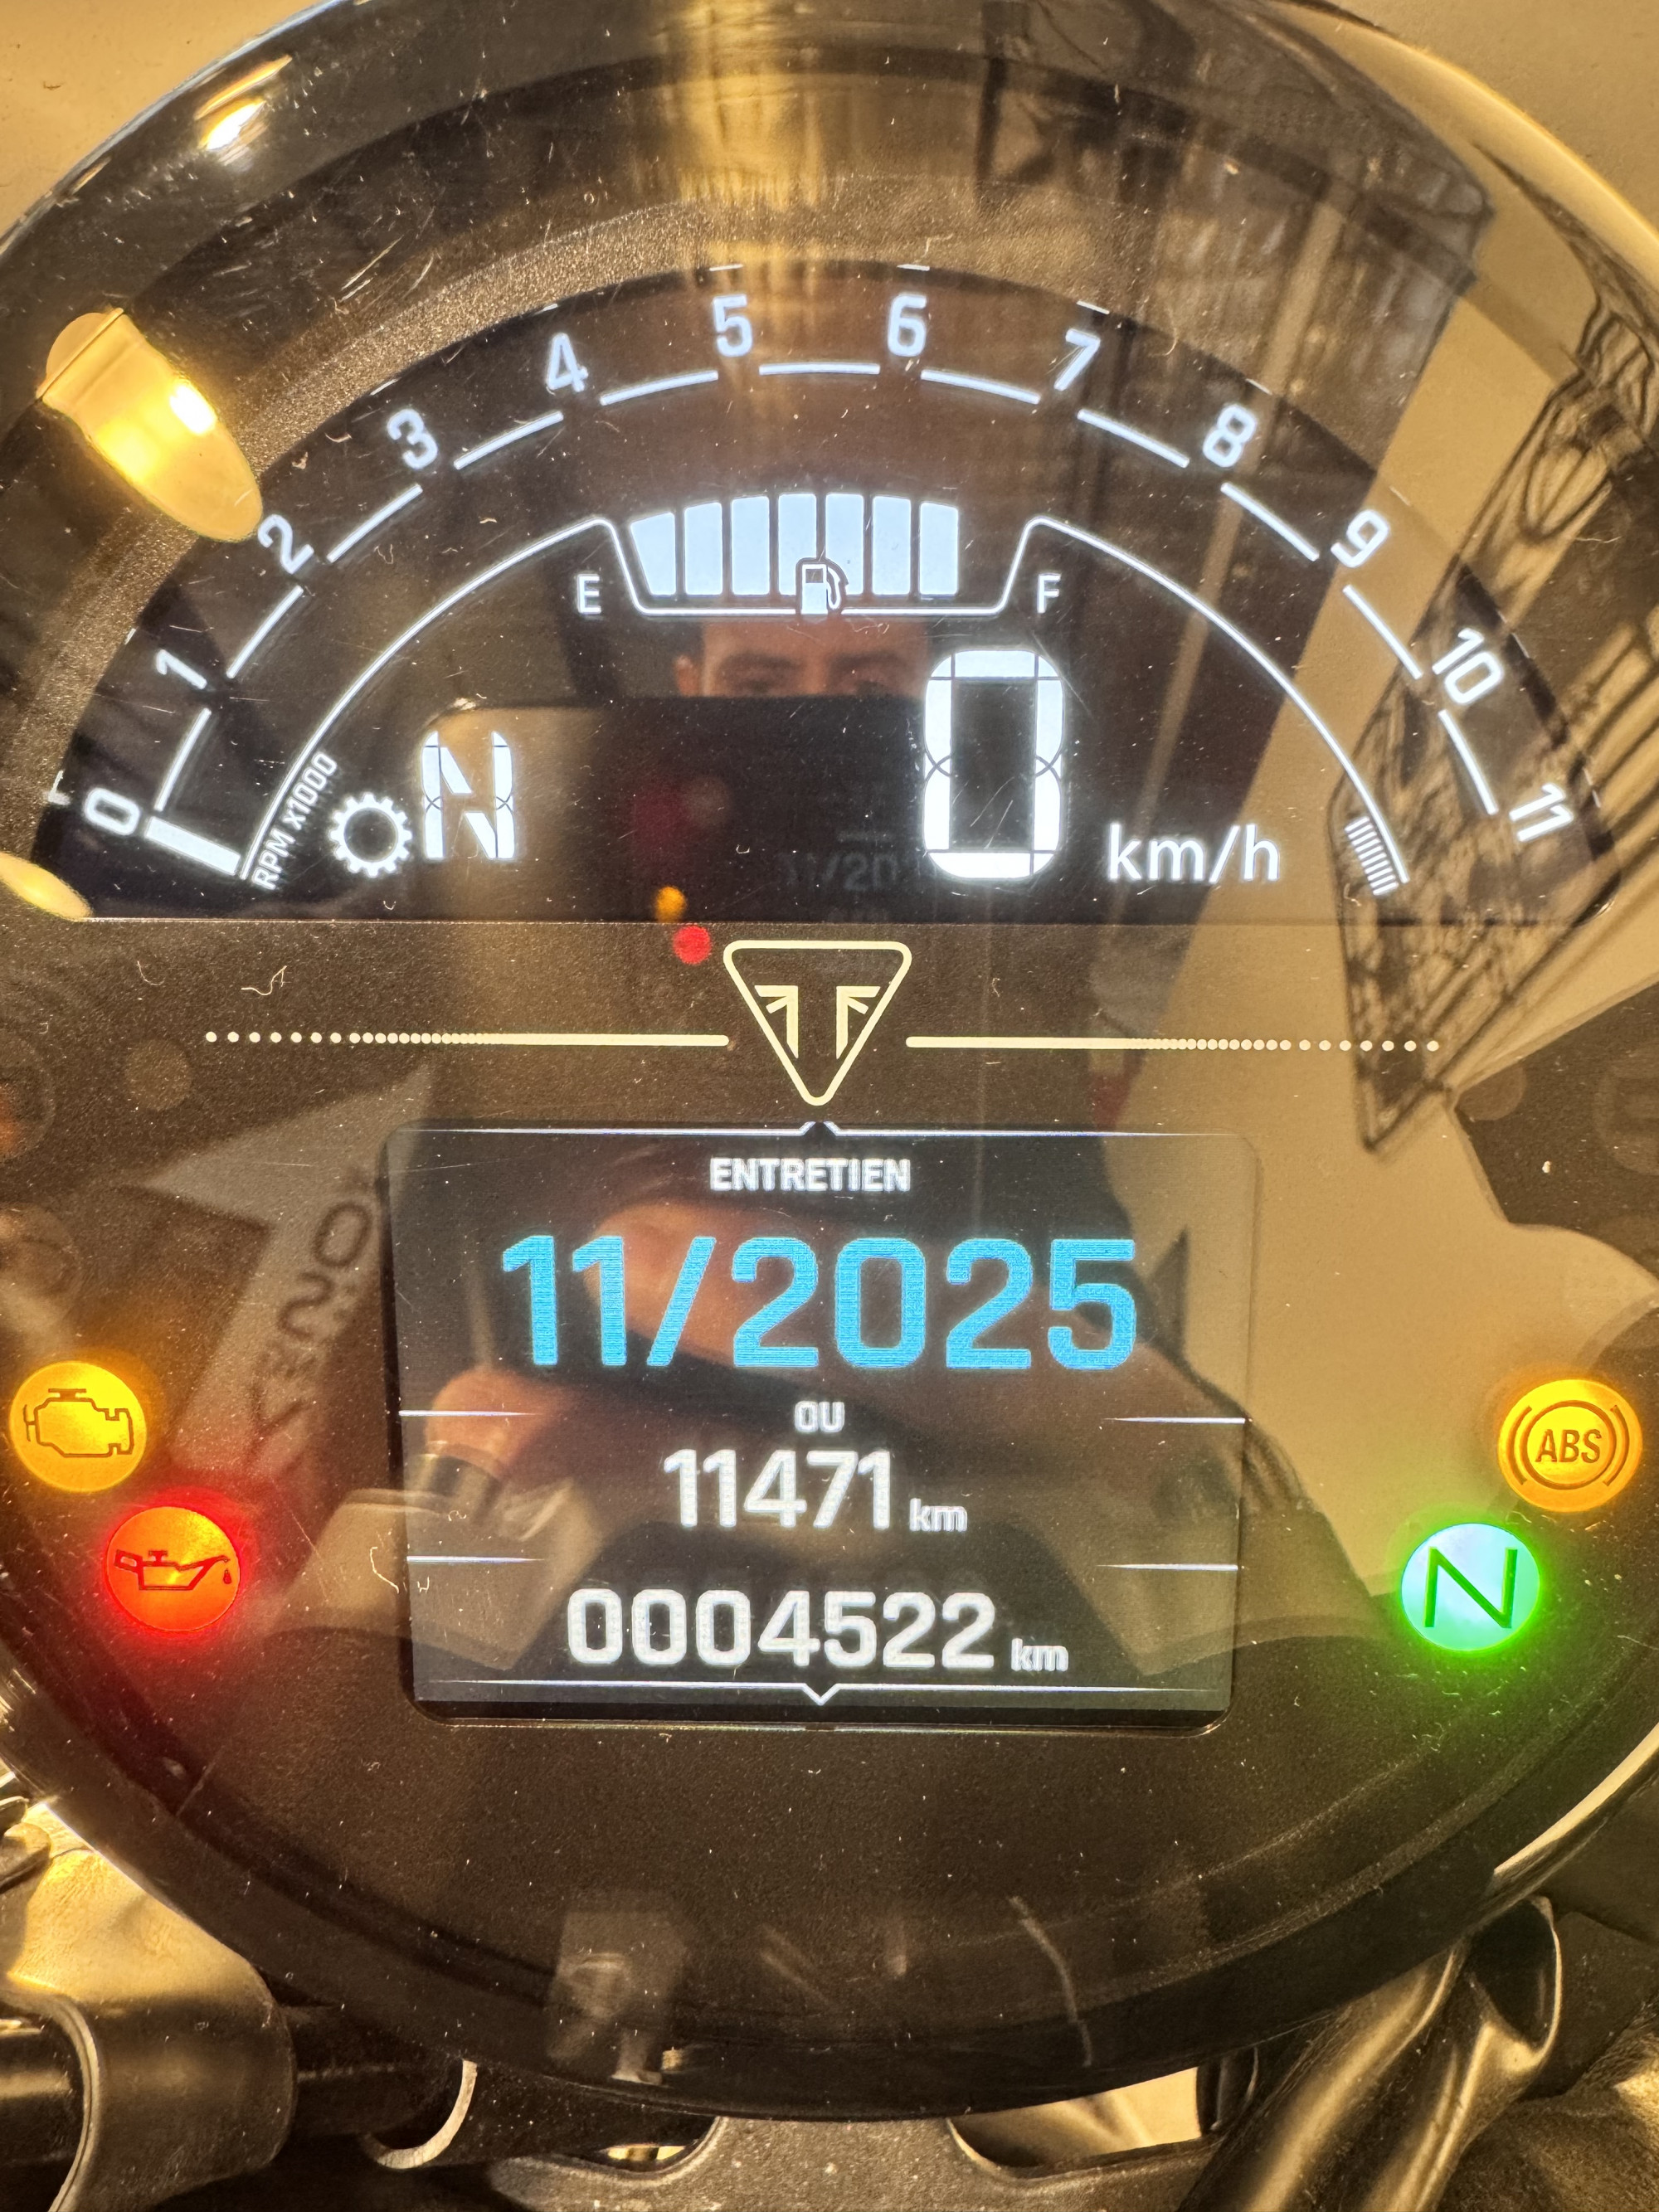 0 1 2 3 4 5 6 7 8 9 10 11
RPM X1000
E F
N
0 km/h
ENTRETIEN
11/2025
OU
11471 km
0004522 km
ABS
N